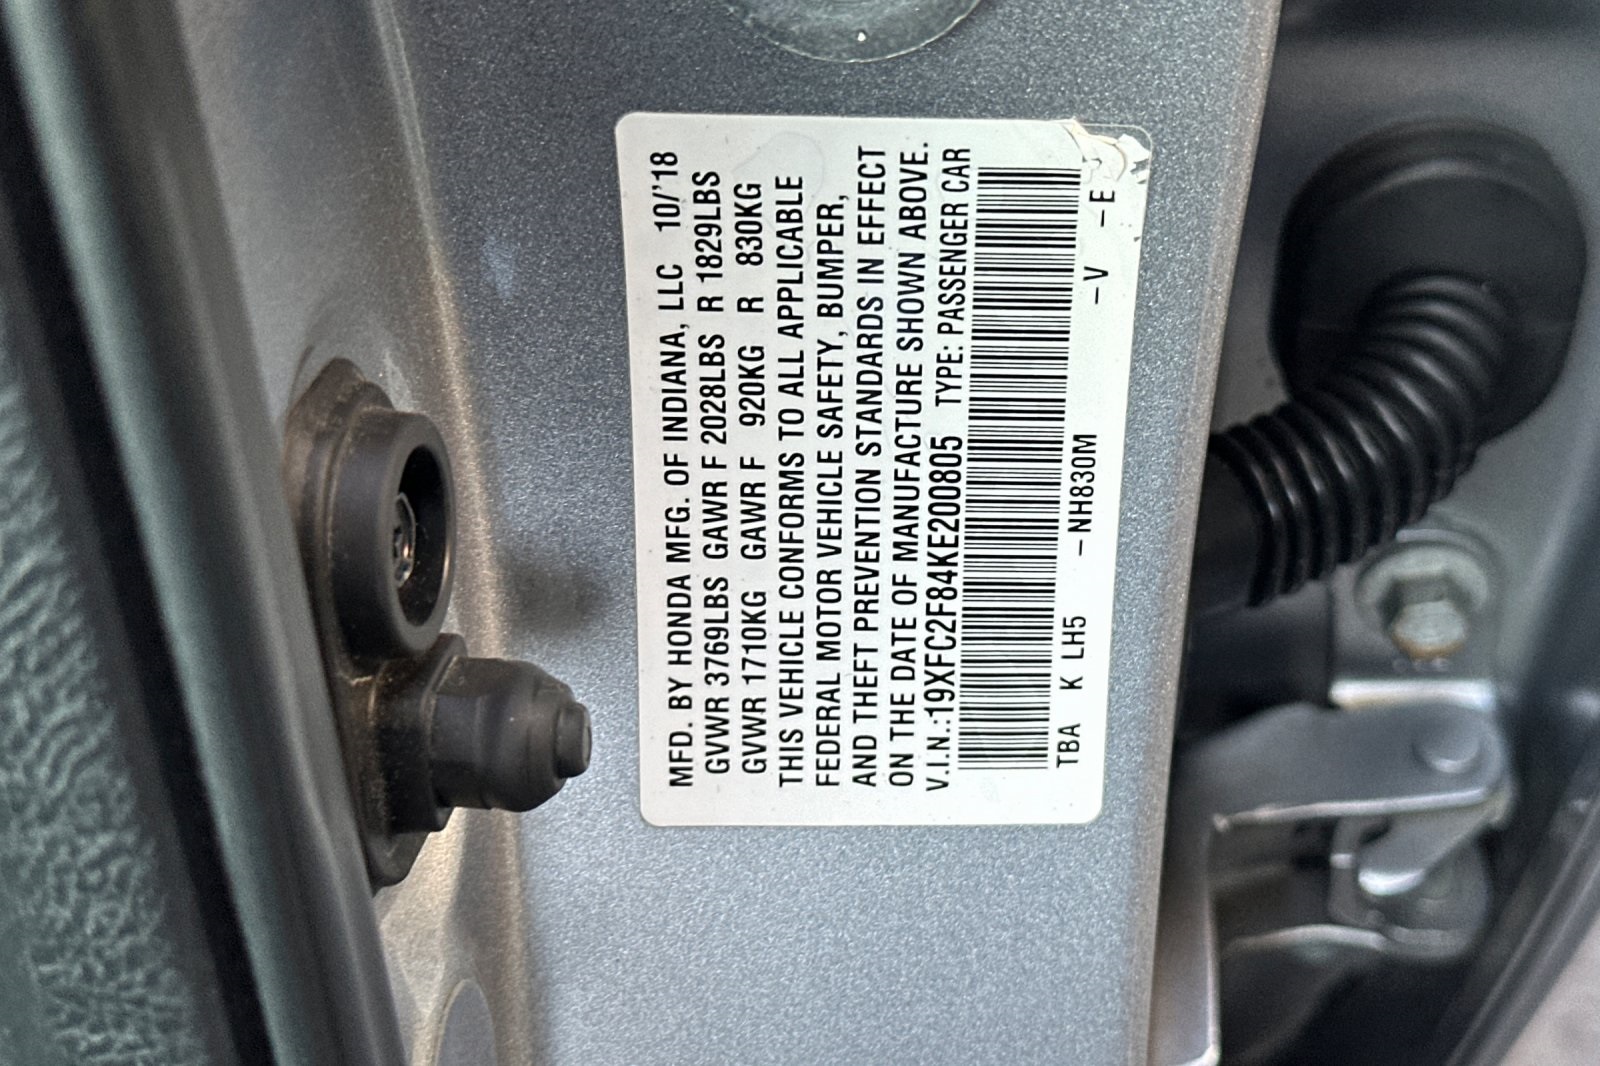 MFD. BY HONDA MFG. OF INDIANA, LLC 10/'18
GVWR 3769LBS GAWR F 2028LBS R 1829LBS
GVWR 1710KG GAWR F 920KG R 830KG
THIS VEHICLE CONFORMS TO ALL APPLICABLE
FEDERAL MOTOR VEHICLE SAFETY, BUMPER,
AND THEFT PREVENTION STANDARDS IN EFFECT
ON THE DATE OF MANUFACTURE SHOWN ABOVE.
V.I.N.:19XFC2F84KE200805 TYPE: PASSENGER CAR
TBA K LH5 -NH830M -V -E